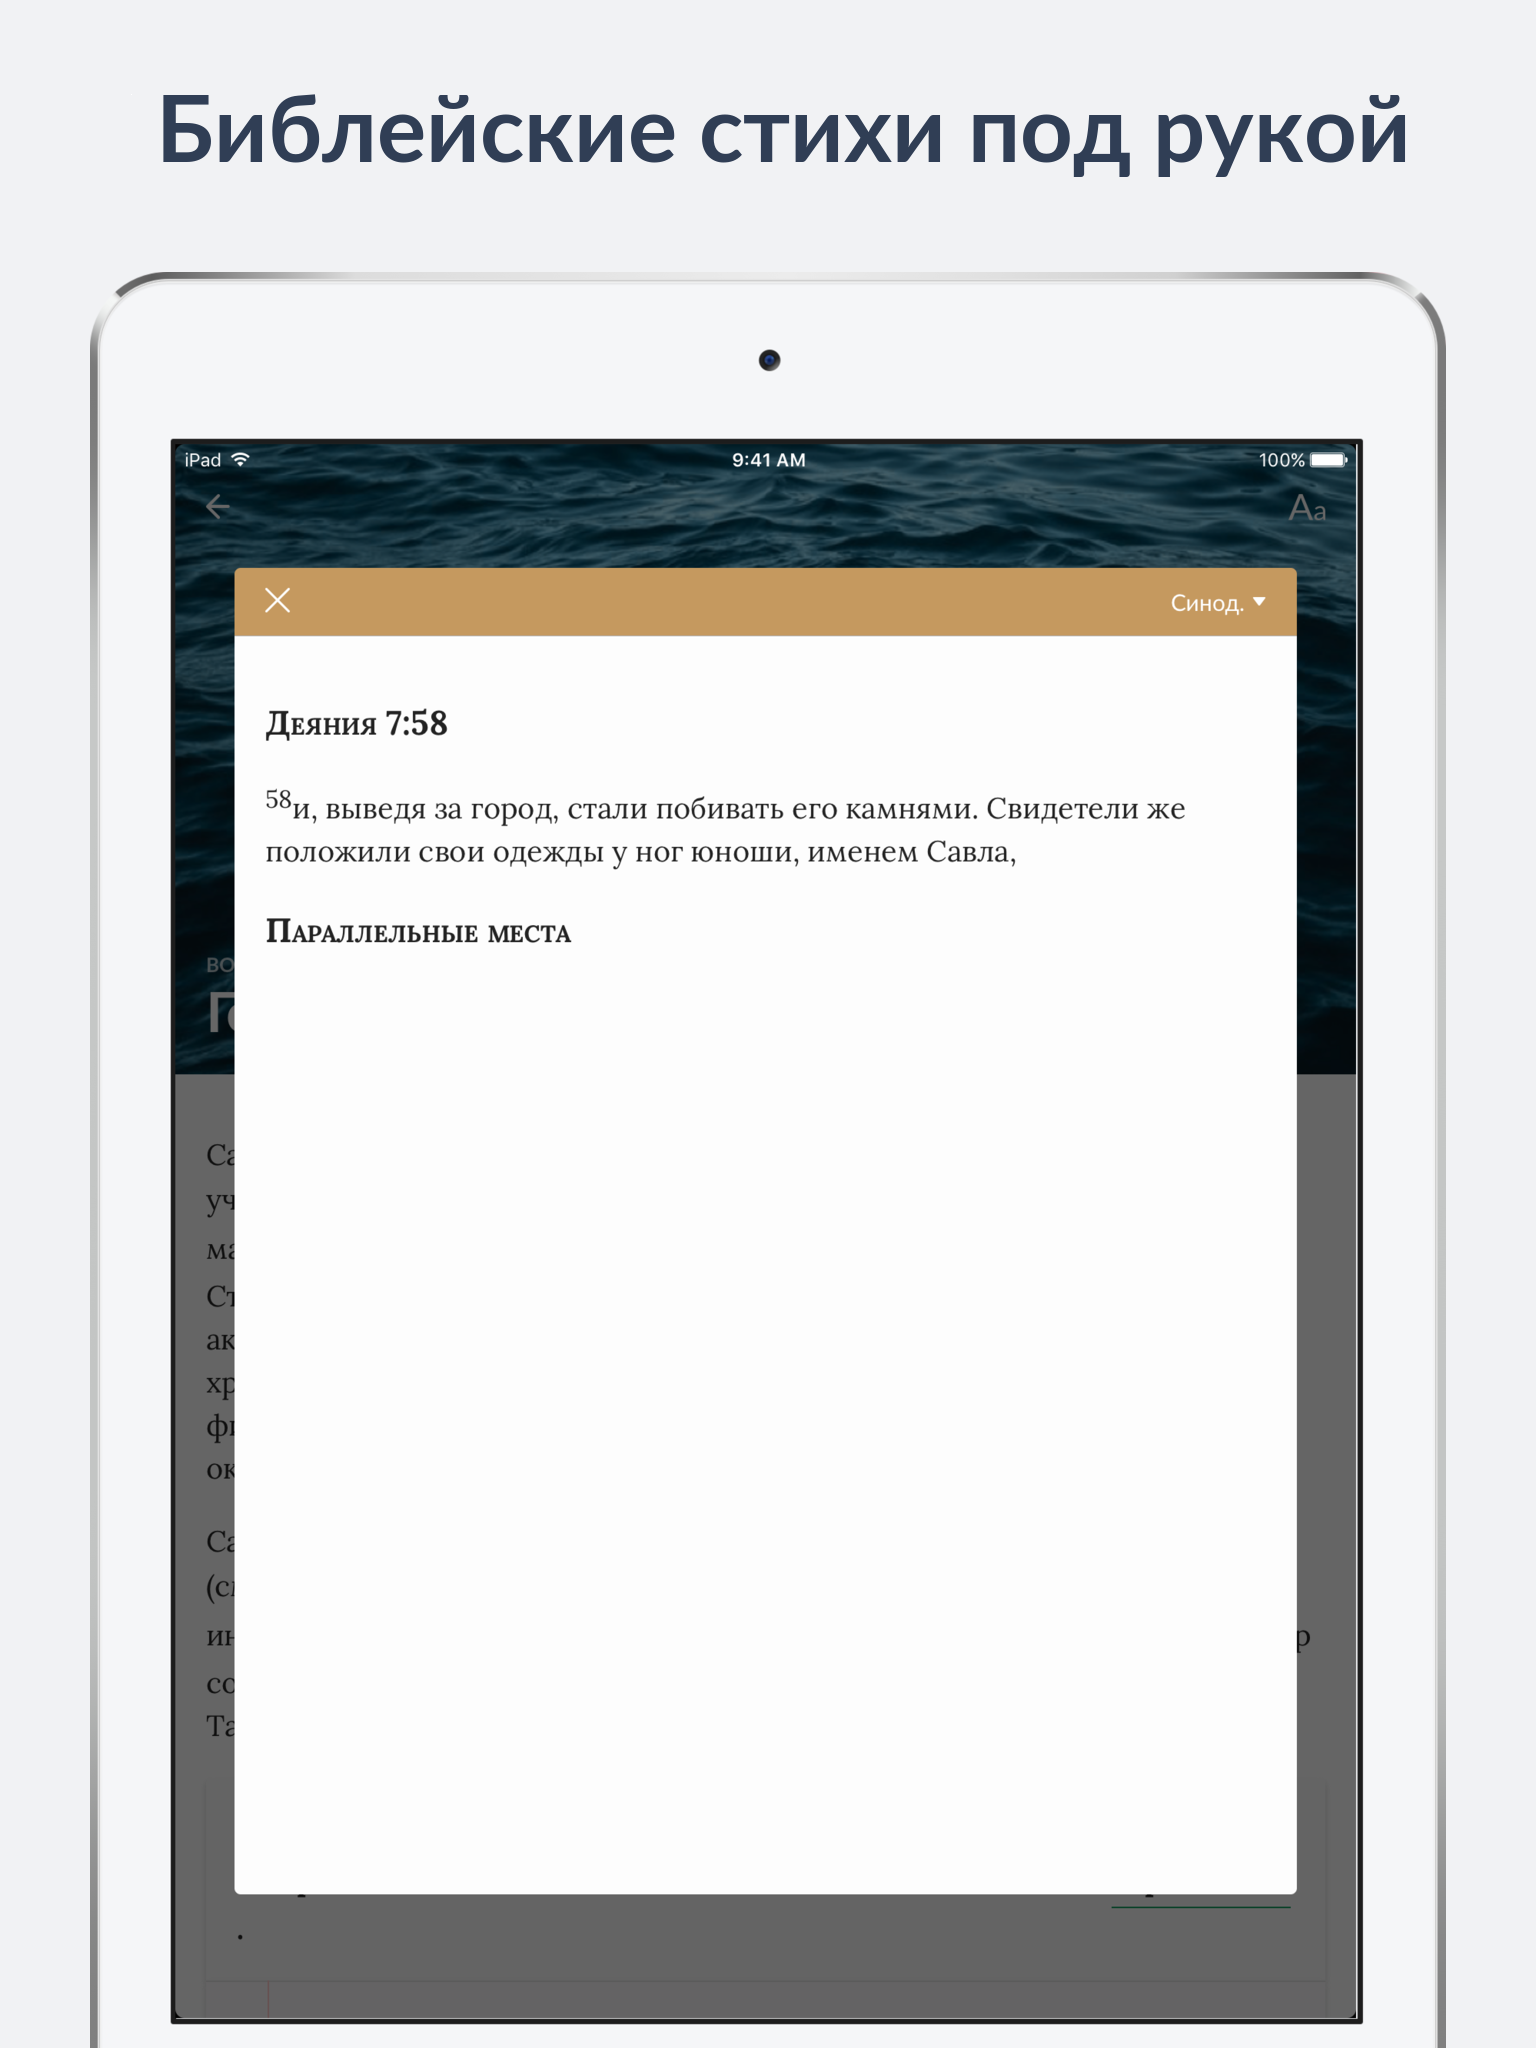 Библейские стихи под рукой
iPad
9:41 AM
100%
Aa
Синод.
Деяния 7:58
58и, выведя за город, стали побивать его камнями. Свидетели же
положили свои одежды у ног юноши, именем Савла,
Параллельные места